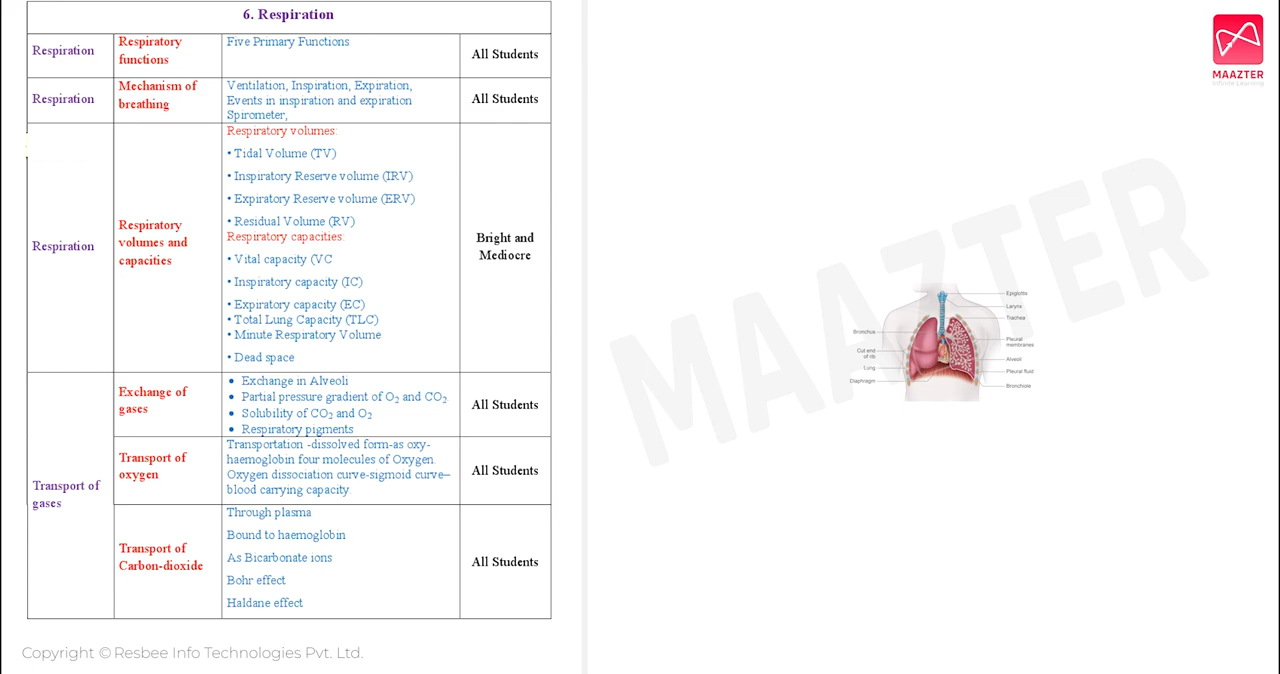 6. Respiration
Respiration
Respiratory
functions
Five Primary Functions
All Students
Respiration
Mechanism of
breathing
Ventilation, Inspiration, Expiration,
Events in inspiration and expiration
Spirometer,
All Students
Respiration
Respiratory
volumes and
capacities
Respiratory volumes:
• Tidal Volume (TV)
• Inspiratory Reserve volume (IRV)
• Expiratory Reserve volume (ERV)
• Residual Volume (RV)
Respiratory capacities:
• Vital capacity (VC
• Inspiratory capacity (IC)
• Expiratory capacity (EC)
• Total Lung Capacity (TLC)
• Minute Respiratory Volume
• Dead space
Bright and
Mediocre
Transport of
gases
Exchange of
gases
• Exchange in Alveoli
• Partial pressure gradient of O2 and CO2.
• Solubility of CO2 and O2
• Respiratory pigments
All Students
Transport of
oxygen
Transportation -dissolved form-as oxy-
haemoglobin four molecules of Oxygen.
Oxygen dissociation curve-sigmoid curve–
blood carrying capacity
All Students
Transport of
Carbon-dioxide
Through plasma
Bound to haemoglobin
As Bicarbonate ions
Bohr effect
Haldane effect
All Students
Copyright © Resbee Info Technologies Pvt. Ltd.
MAAZTER
Infinite Learning
MAAZTER
Epiglottis
Larynx
Trachea
Bronchus
Pleural
membranes
Cut end
of rib
Alveoli
Lung
Pleural fluid
Diaphragm
Bronchiole